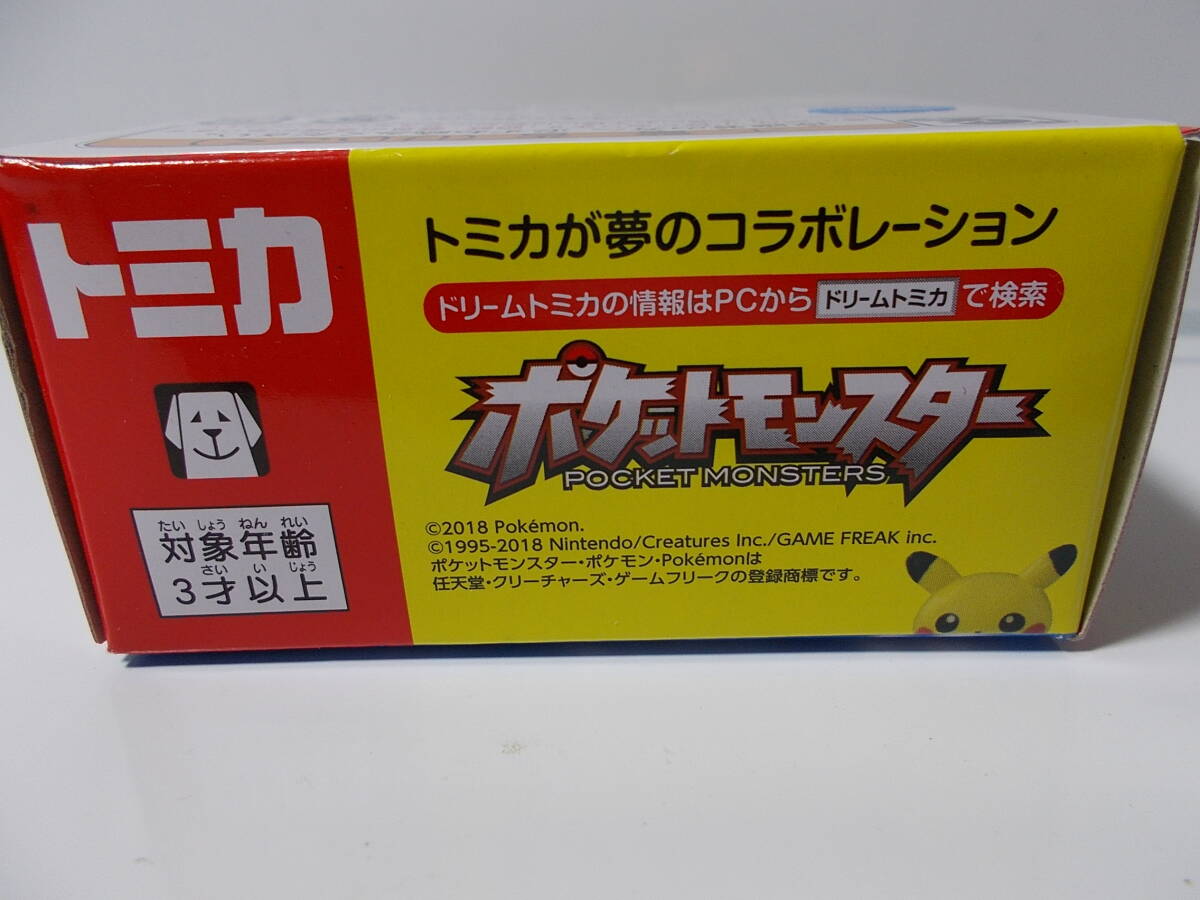 トミカ
たいしょうねんれい
対象年齢
さいいじょう
3才以上
トミカが夢のコラボレーション
ドリームトミカの情報はPCから ドリームトミカ で検索
ポケットモンスター
POCKET MONSTERS
©2018 Pokémon.
©1995-2018 Nintendo/Creatures Inc./GAME FREAK inc.
ポケットモンスター・ポケモン・Pokémonは
任天堂・クリーチャーズ・ゲームフリークの登録商標です。